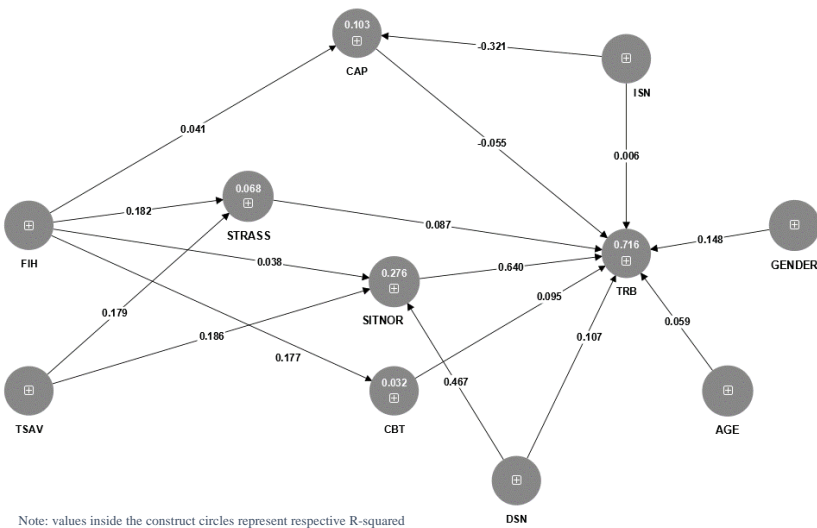 0.103
CAP
-0.321
ISN
0.041
-0.055
0.006
0.068
STRASS
0.182
0.087
FIH
0.716
TRB
0.148
GENDER
0.038
0.276
SITNOR
0.640
0.179
0.186
0.177
0.095
0.107
0.059
TSAV
0.032
CBT
0.467
AGE
DSN
Note: values inside the construct circles represent respective R-squared